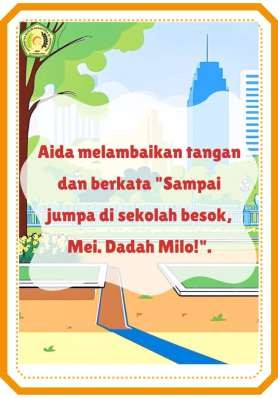 Aida melambaikan tangan
dan berkata "Sampai
jumpa di sekolah besok,
Mei. Dadah Milo!".